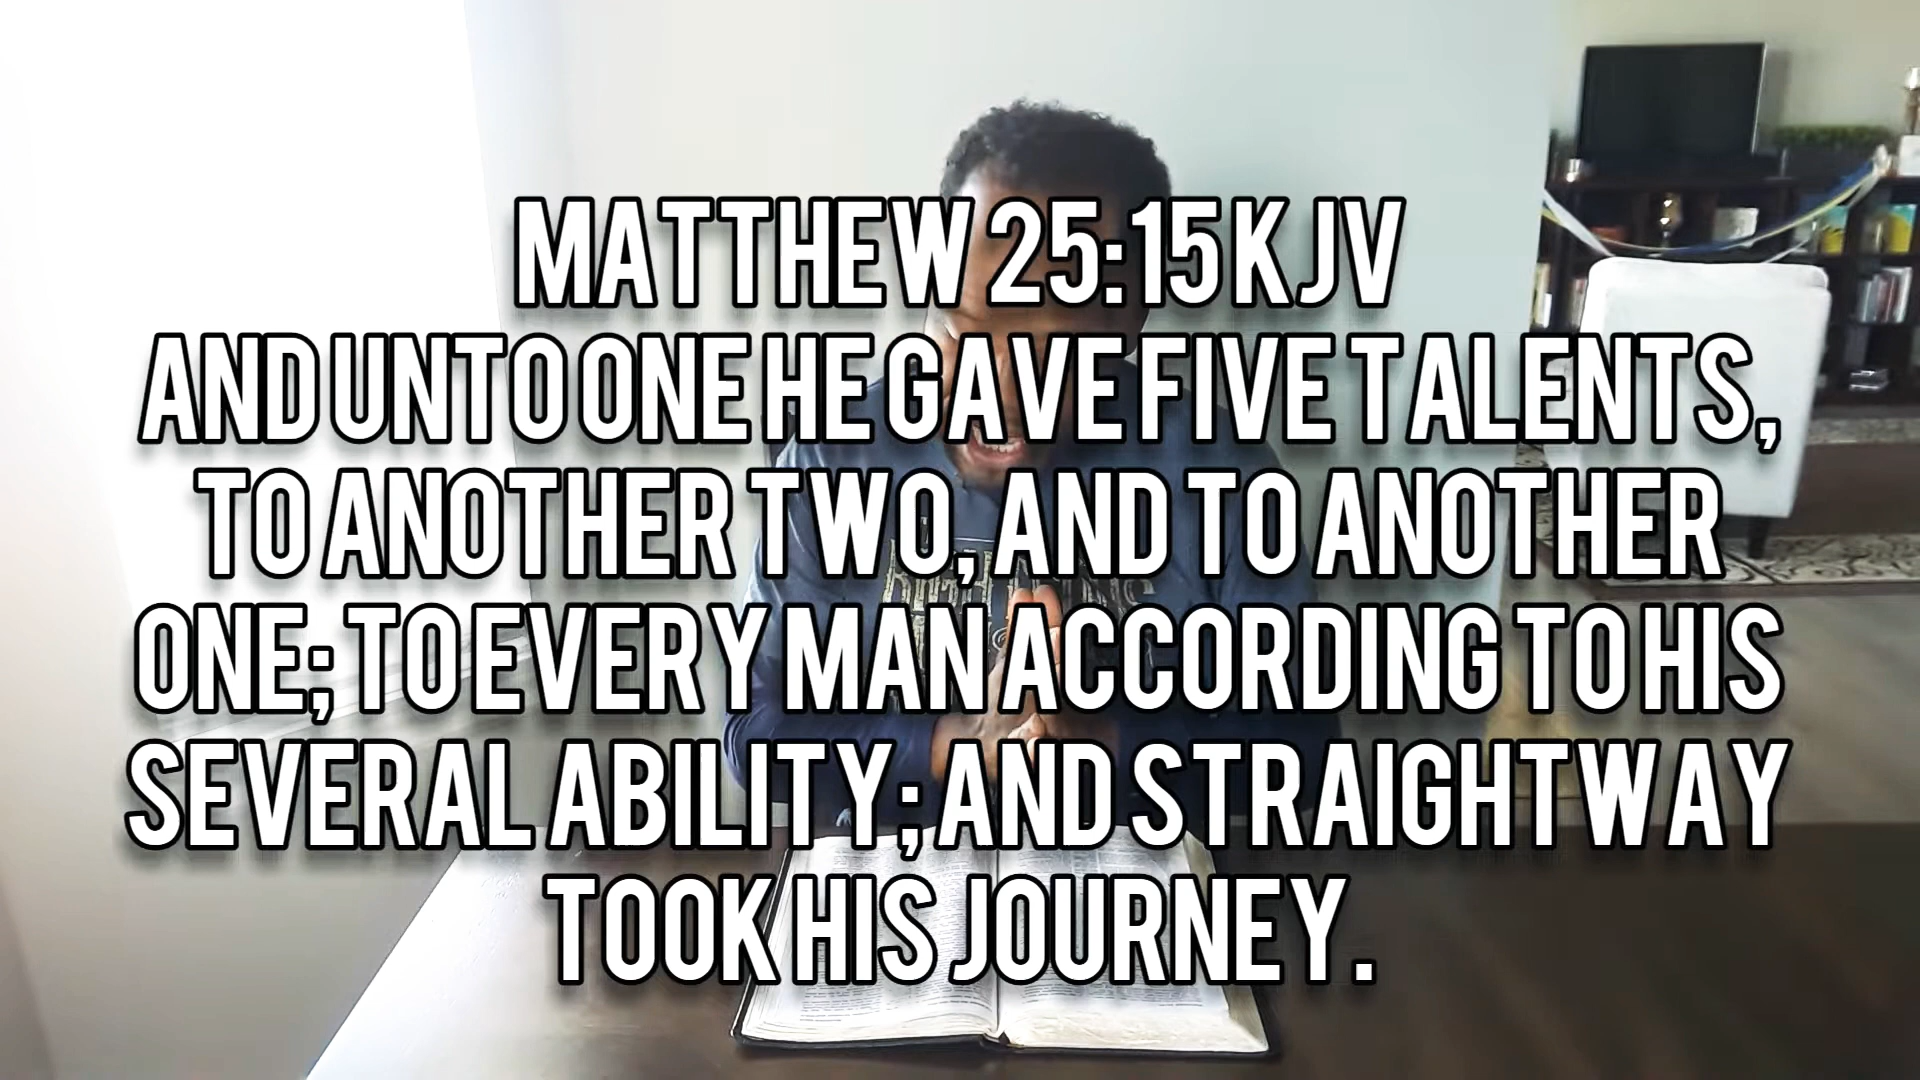 MATTHEW 25:15 KJV
AND UNTO ONE HE GAVE FIVE TALENTS,
TO ANOTHER TWO, AND TO ANOTHER
ONE; TO EVERY MAN ACCORDING TO HIS
SEVERAL ABILITY; AND STRAIGHTWAY
TOOK HIS JOURNEY.